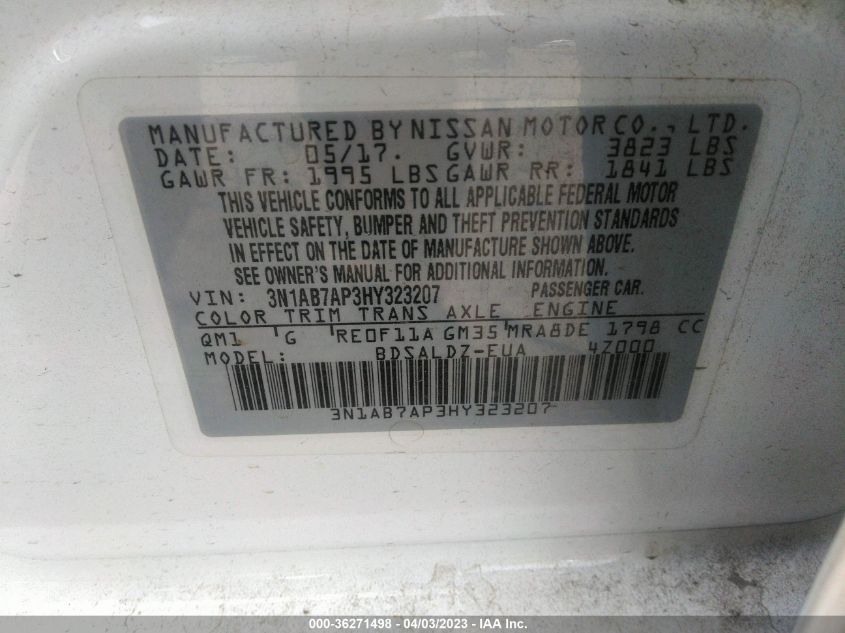 MANUFACTURED BY NISSAN MOTOR CO., LTD.
DATE: 05/17. GVWR: 3823 LBS
GAWR FR: 1995 LBS GAWR RR: 1841 LBS
THIS VEHICLE CONFORMS TO ALL APPLICABLE FEDERAL MOTOR
VEHICLE SAFETY, BUMPER AND THEFT PREVENTION STANDARDS
IN EFFECT ON THE DATE OF MANUFACTURE SHOWN ABOVE.
SEE OWNER'S MANUAL FOR ADDITIONAL INFORMATION.
VIN: 3N1AB7AP3HY323207 PASSENGER CAR.
COLOR TRIM TRANS AXLE ENGINE
QM1 G RE0F11A GM35 MRA8DE 1798 CC
MODEL: BDSALDZ-EUA 4Z000
3N1AB7AP3HY323207
000-36271498 - 04/03/2023 - IAA Inc.